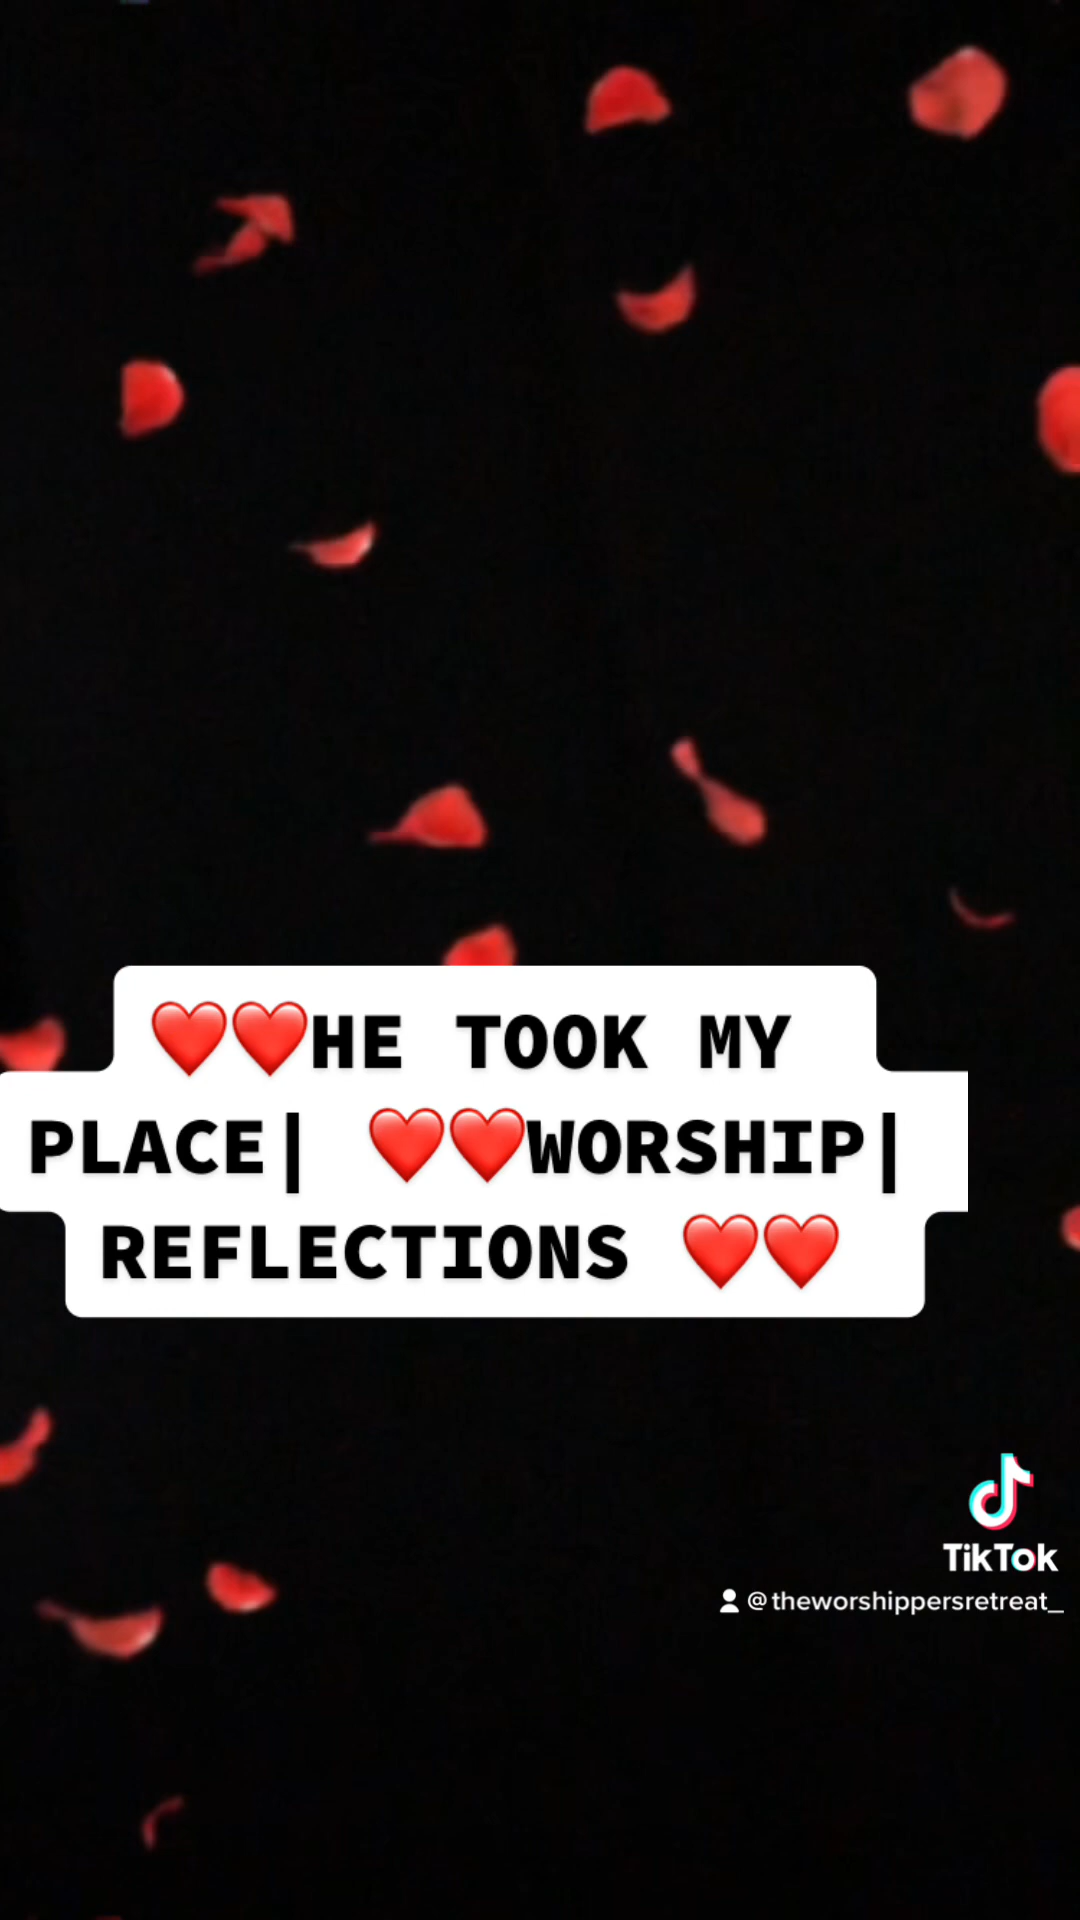 ❤️❤️HE TOOK MY
PLACE| ❤️❤️WORSHIP|
REFLECTIONS ❤️❤️
TikTok
@theworshippersretreat_